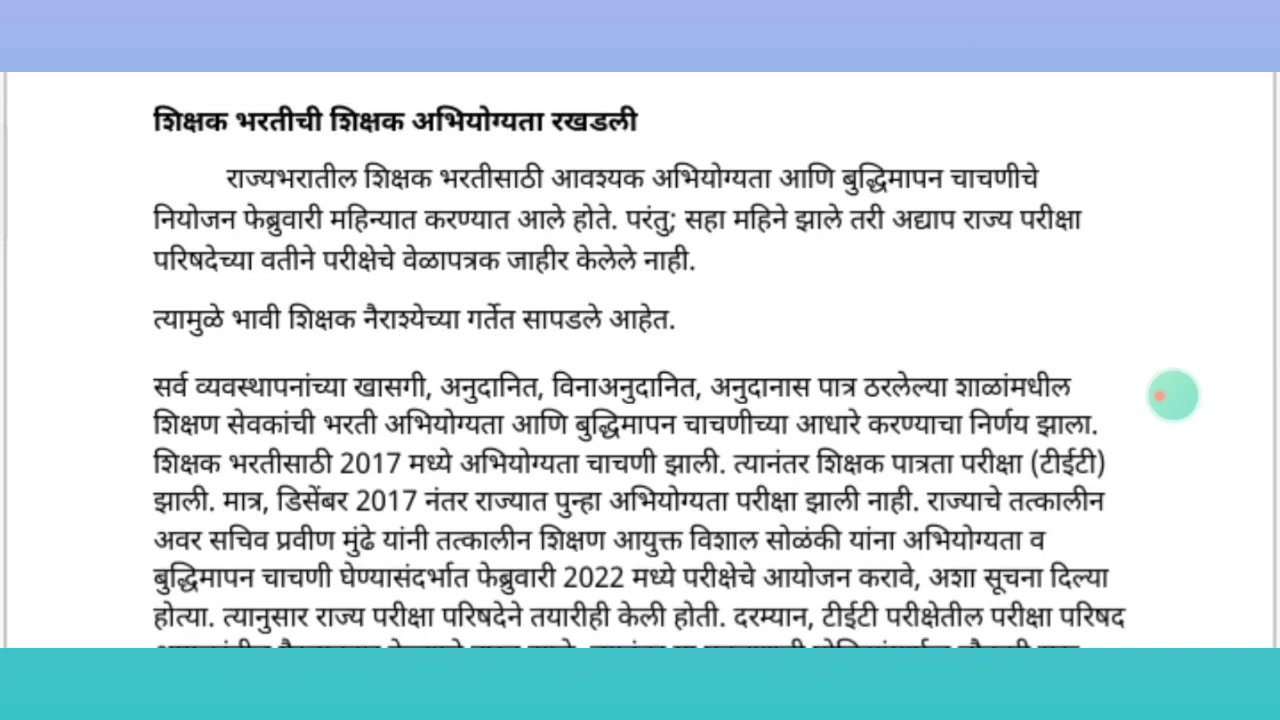 शिक्षक भरतीची शिक्षक अभियोग्यता रखडली
राज्यभरातील शिक्षक भरतीसाठी आवश्यक अभियोग्यता आणि बुद्धिमापन चाचणीचे
नियोजन फेब्रुवारी महिन्यात करण्यात आले होते. परंतु; सहा महिने झाले तरी अद्याप राज्य परीक्षा
परिषदेच्या वतीने परीक्षेचे वेळापत्रक जाहीर केलेले नाही.
त्यामुळे भावी शिक्षक नैराश्येच्या गर्तेत सापडले आहेत.
सर्व व्यवस्थापनांच्या खासगी, अनुदानित, विनाअनुदानित, अनुदानास पात्र ठरलेल्या शाळांमधील
शिक्षण सेवकांची भरती अभियोग्यता आणि बुद्धिमापन चाचणीच्या आधारे करण्याचा निर्णय झाला.
शिक्षक भरतीसाठी 2017 मध्ये अभियोग्यता चाचणी झाली. त्यानंतर शिक्षक पात्रता परीक्षा (टीईटी)
झाली. मात्र, डिसेंबर 2017 नंतर राज्यात पुन्हा अभियोग्यता परीक्षा झाली नाही. राज्याचे तत्कालीन
अवर सचिव प्रवीण मुंढे यांनी तत्कालीन शिक्षण आयुक्त विशाल सोळंकी यांना अभियोग्यता व
बुद्धिमापन चाचणी घेण्यासंदर्भात फेब्रुवारी 2022 मध्ये परीक्षेचे आयोजन करावे, अशा सूचना दिल्या
होत्या. त्यानुसार राज्य परीक्षा परिषदेने तयारीही केली होती. दरम्यान, टीईटी परीक्षेतील परीक्षा परिषद